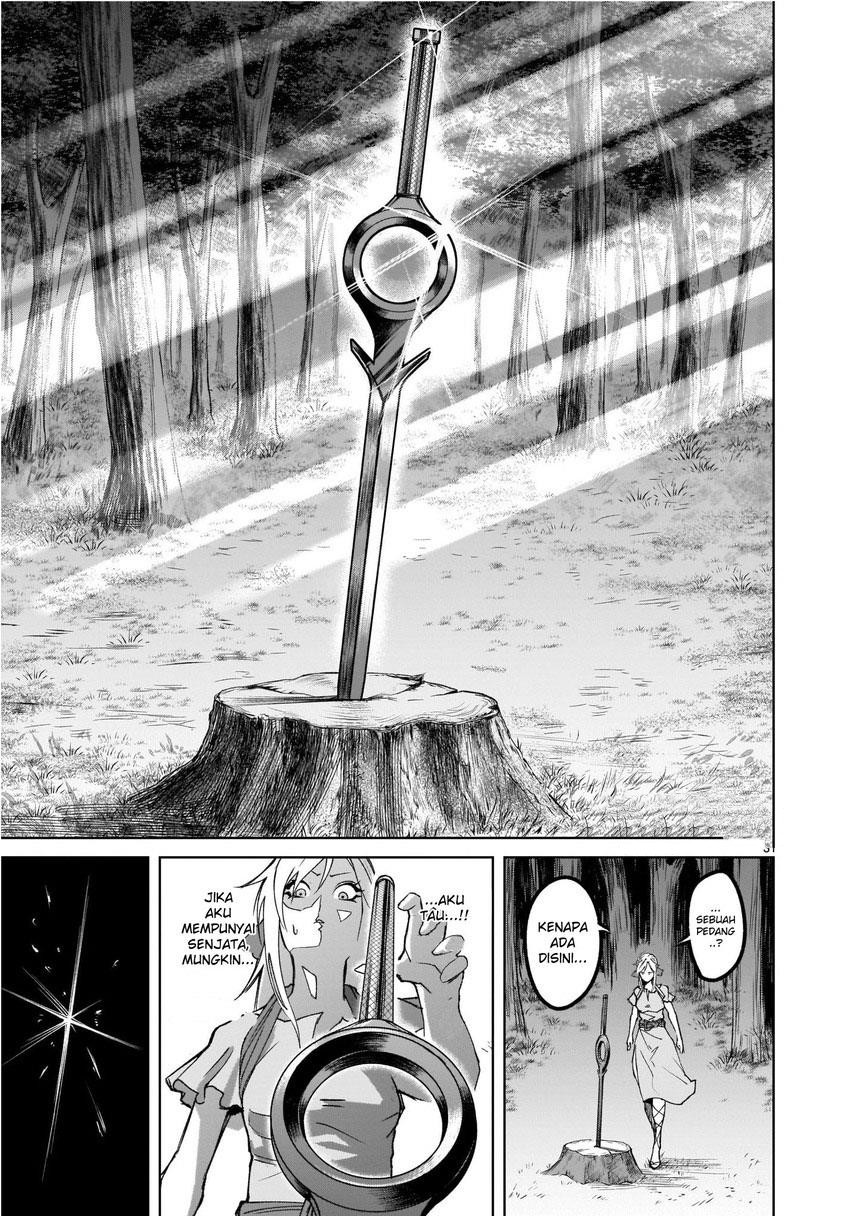 ...
SEBUAH
PEDANG
..?
KENAPA
ADA
DISINI...
...AKU
TAU...!!
JIKA
AKU
MEMPUNYAI
SENJATA,
MUNGKIN...